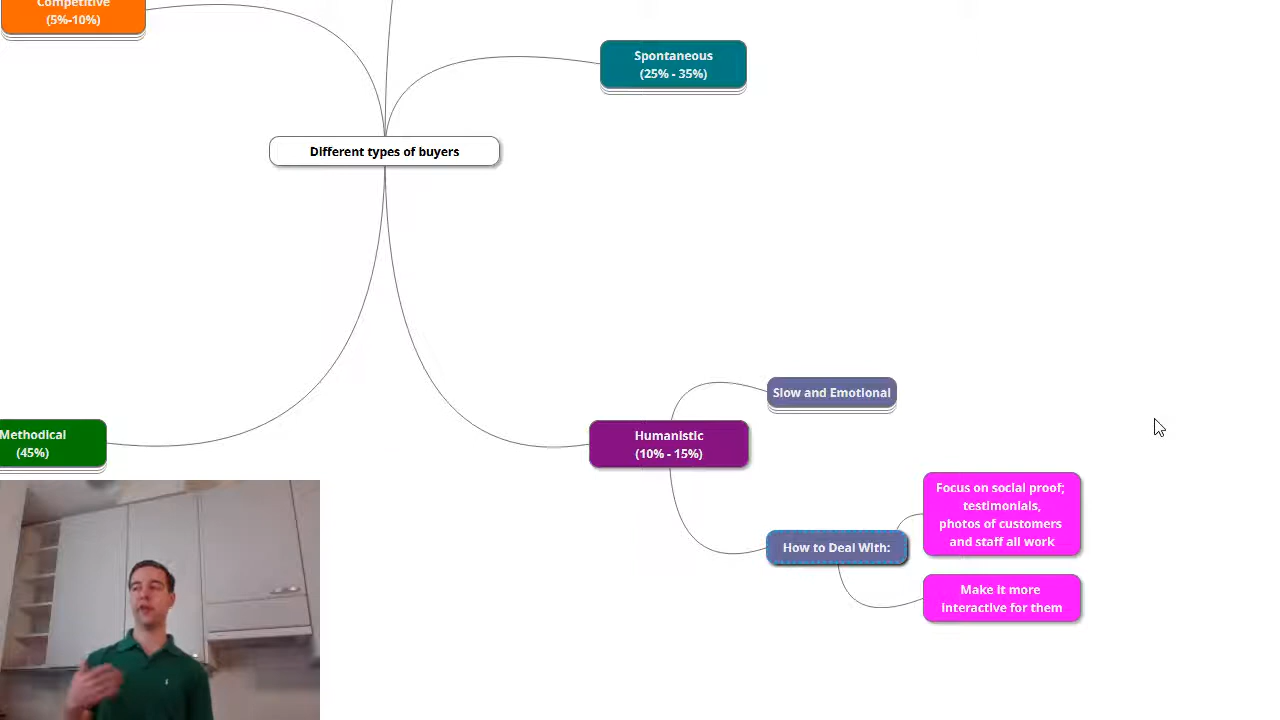 Competitive
(5%-10%)
Spontaneous
(25% - 35%)
Different types of buyers
Slow and Emotional
Methodical
(45%)
Humanistic
(10% - 15%)
Focus on social proof;
testimonials,
photos of customers
and staff all work
How to Deal With:
Make it more
interactive for them